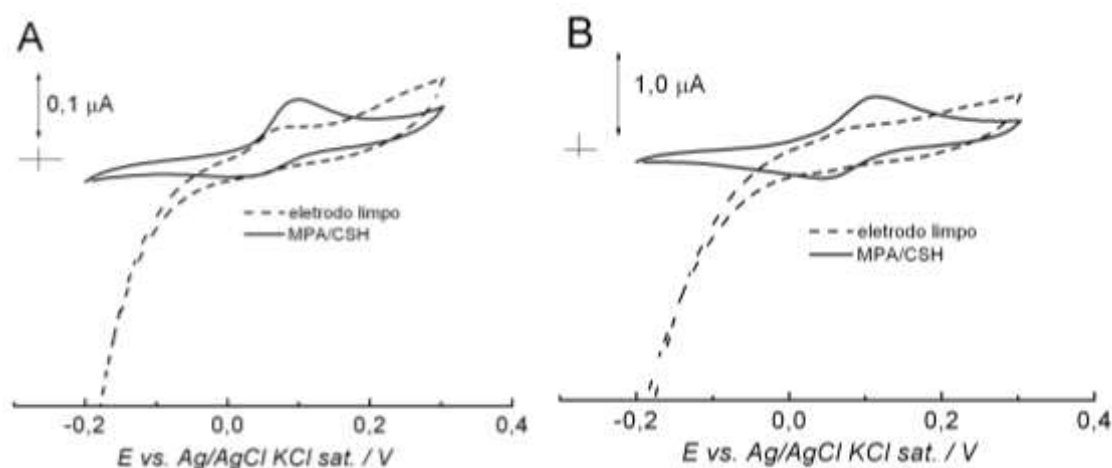 A
0,1 µA
eletrodo limpo
MPA/CSH
-0,2 0,0 0,2 0,4
E vs. Ag/AgCl KCl sat. / V
B
1,0 µA
eletrodo limpo
MPA/CSH
-0,2 0,0 0,2 0,4
E vs. Ag/AgCl KCl sat. / V